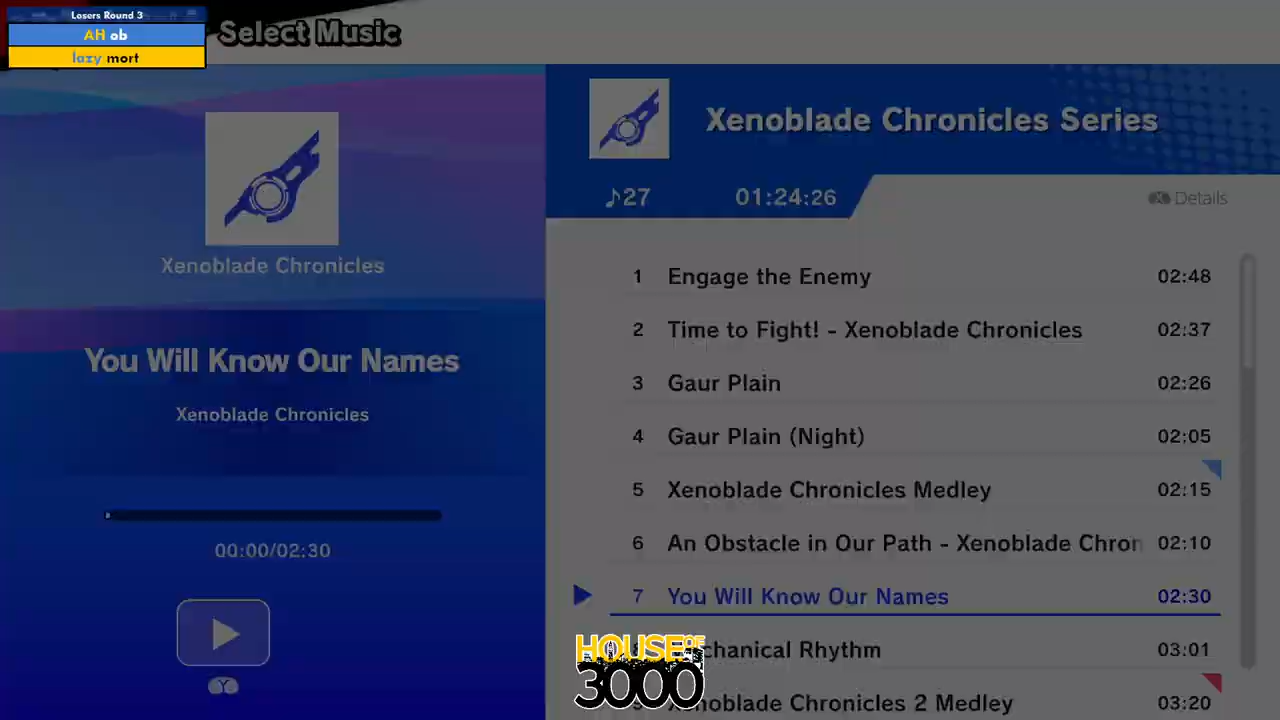 Losers Round 3
AH ob
lazy mort
Select Music
Xenoblade Chronicles
You Will Know Our Names
Xenoblade Chronicles
00:00/02:30
Y
Xenoblade Chronicles Series
♪27 01:24:26
X Details
1 Engage the Enemy 02:48
2 Time to Fight! - Xenoblade Chronicles 02:37
3 Gaur Plain 02:26
4 Gaur Plain (Night) 02:05
5 Xenoblade Chronicles Medley 02:15
6 An Obstacle in Our Path - Xenoblade Chron 02:10
7 You Will Know Our Names 02:30
chanical Rhythm 03:01
noblade Chronicles 2 Medley 03:20
HOUSE OF
3000